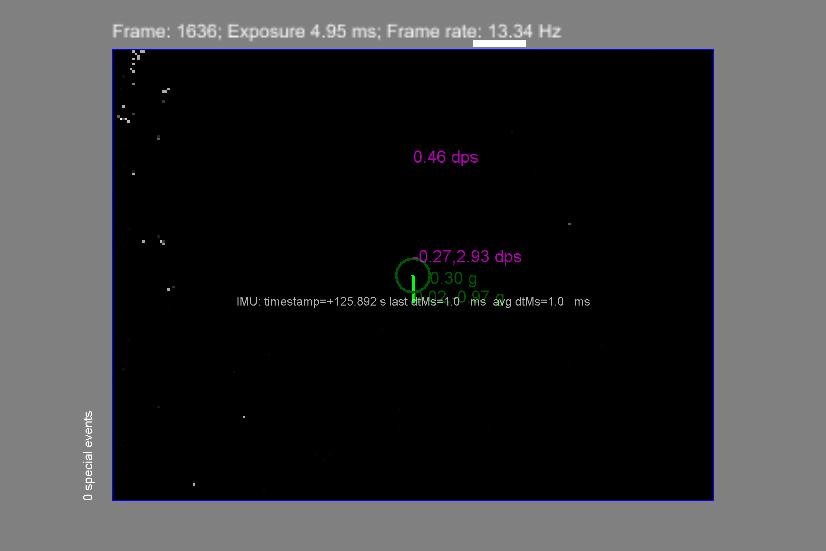 Frame: 1636; Exposure 4.95 ms; Frame rate: 13.34 Hz
0.46 dps
-0.27,2.93 dps
0.30 g
IMU: timestamp=+125.892 s last dtMs=1.0 ms avg dtMs=1.0 ms
0 special events